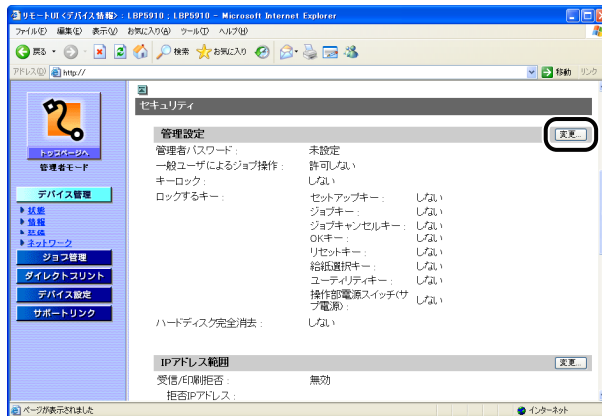 リモートUI <デバイス情報> : LBP5910 ; LBP5910 - Microsoft Internet Explorer
ファイル(F) 編集(E) 表示(V) お気に入り(A) ツール(T) ヘルプ(H)
戻る 検索 お気に入り
アドレス(D) http:// 移動 リンク
セキュリティ
トップページへ
管理者モード
デバイス管理
状態
情報
装備
ネットワーク
ジョブ管理
ダイレクトプリント
デバイス設定
サポートリンク
管理設定 変更...
管理者パスワード : 未設定
一般ユーザによるジョブ操作 : 許可しない
キーロック : しない
ロックするキー : セットアップキー : しない
ジョブキー : しない
ジョブキャンセルキー : しない
OKキー : しない
リセットキー : しない
給紙選択キー : しない
ユーティリティキー : しない
操作部電源スイッチ(サ
ブ電源) : しない
ハードディスク完全消去 : しない
IPアドレス範囲 変更...
受信/印刷拒否 : 無効
拒否IPアドレス :
ページが表示されました インターネット